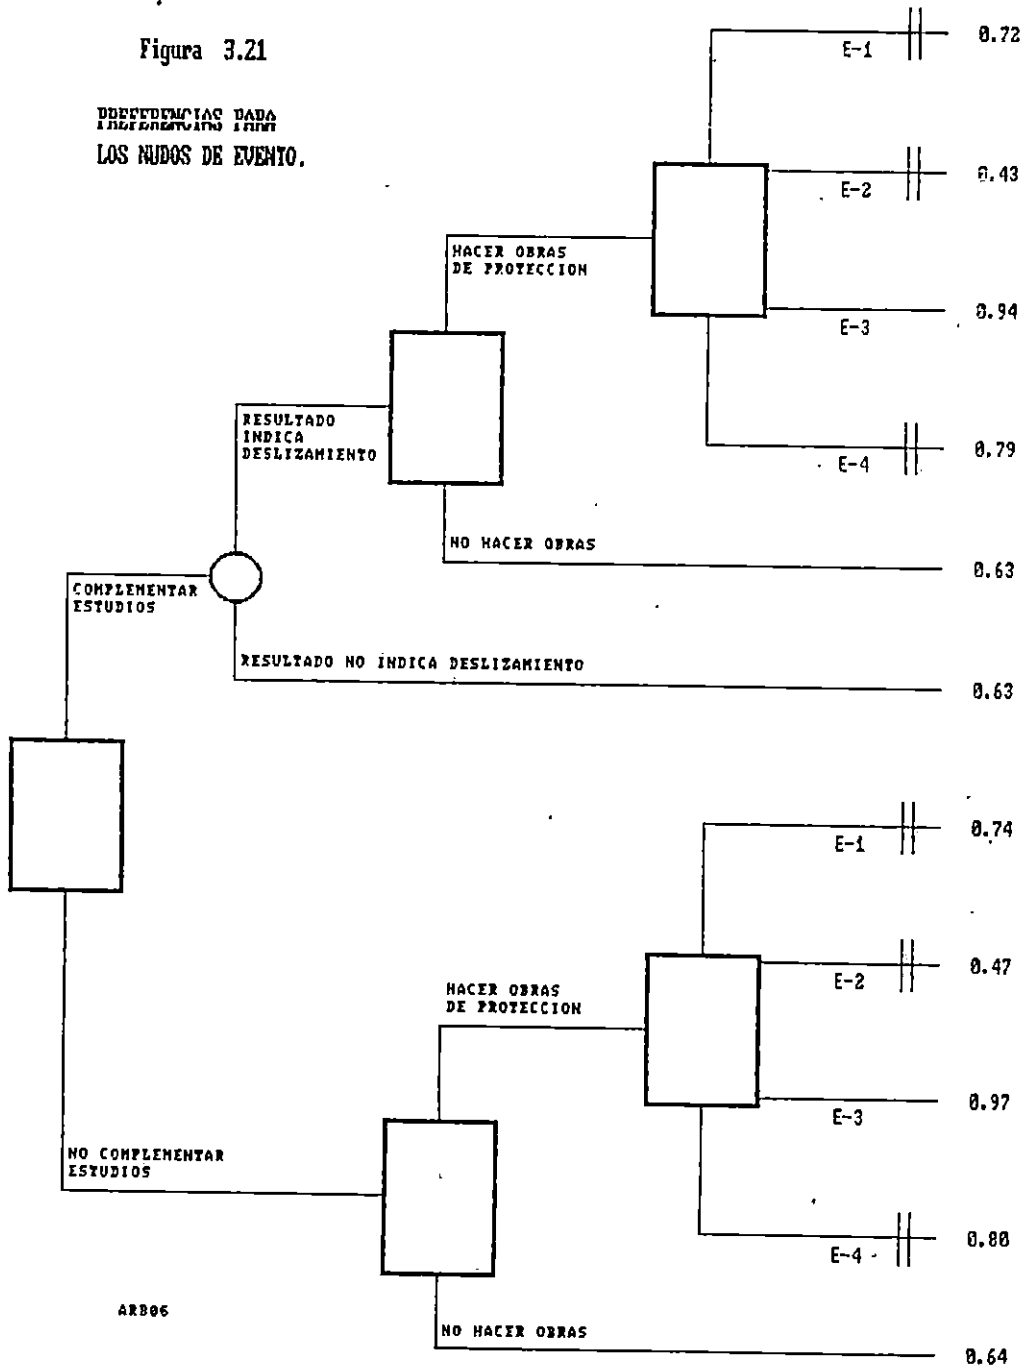 Figura 3.21
PREFERENCIAS PARA
LOS NUDOS DE EVENTO.
E-1
0.72
E-2
0.43
HACER OBRAS
DE PROTECCION
E-3
0.94
RESULTADO
INDICA
DESLIZAMIENTO
E-4
0.79
NO HACER OBRAS
0.63
COMPLEMENTAR
ESTUDIOS
RESULTADO NO INDICA DESLIZAMIENTO
0.63
E-1
0.74
E-2
0.47
HACER OBRAS
DE PROTECCION
E-3
0.97
NO COMPLEMENTAR
ESTUDIOS
E-4
0.80
ARB06
NO HACER OBRAS
0.64